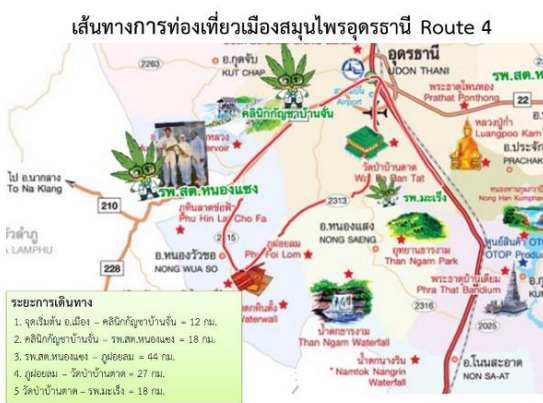 เส้นทางการท่องเที่ยวเมืองสมุนไพรอุดรธานี Route 4
2263
อ.กุดจับ
KUT CHAP
อุดรธานี
UDON THANI
รพ.สต.
Airport
พระธาตุโพนทอง
Prathat Ponthong
22
คลินิกกัญชาบ้านจั่น
หลวงปู่ก่ำ
Luangpoo Kam
อ.ประจักษ์
PRACHAK
วัดป่าบ้านตาด
Wat Pa Ban Tat
รพ.สต.หนองแซง
ไป อ.นากลาง
To Na Klang
210
2313
รพ.มะเร็ง
Nong Han Kumphawapi
ภูหินลาดช่อฟ้า
Phu Hin Lat Cho Fa
LAMPHU
228
อ.หนองวัวซอ
NONG WUA SO
ภูฝอยลม
Phu Foi Lom
อ.หนองแสง
NONG SAENG
อุทยานธารงาม
Than Ngam Park
ศูนย์สินค้า OTOP
OTOP Product
พระธาตุบ้านเดียม
Phra That Bandium
2316
2025
น้ำตกธารงาม
Than Ngam Waterfall
น้ำตกนางริน
Namtok Nangrin
Waterfall
อ.โนนสะอาด
NON SA-AT
ระยะการเดินทาง
1. จุดเริ่มต้น อ.เมือง – คลินิกกัญชาบ้านจั่น = 12 กม.
2. คลินิกกัญชาบ้านจั่น – รพ.สต.หนองแซง = 18 กม.
3. รพ.สต.หนองแซง – ภูฝอยลม = 44 กม.
4. ภูฝอยลม – วัดป่าบ้านตาด = 27 กม.
5 วัดป่าบ้านตาด – รพ.มะเร็ง = 18 กม.